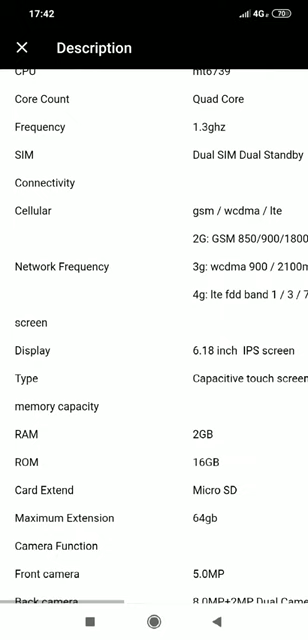 17:42
4G
70
Description
CPU mt6739
Core Count Quad Core
Frequency 1.3ghz
SIM Dual SIM Dual Standby
Connectivity
Cellular gsm / wcdma / lte
2G: GSM 850/900/1800
Network Frequency 3g: wcdma 900 / 2100m
4g: lte fdd band 1 / 3 / 7
screen
Display 6.18 inch IPS screen
Type Capacitive touch screen
memory capacity
RAM 2GB
ROM 16GB
Card Extend Micro SD
Maximum Extension 64gb
Camera Function
Front camera 5.0MP
Back camera 8.0MP+2MP Dual Came